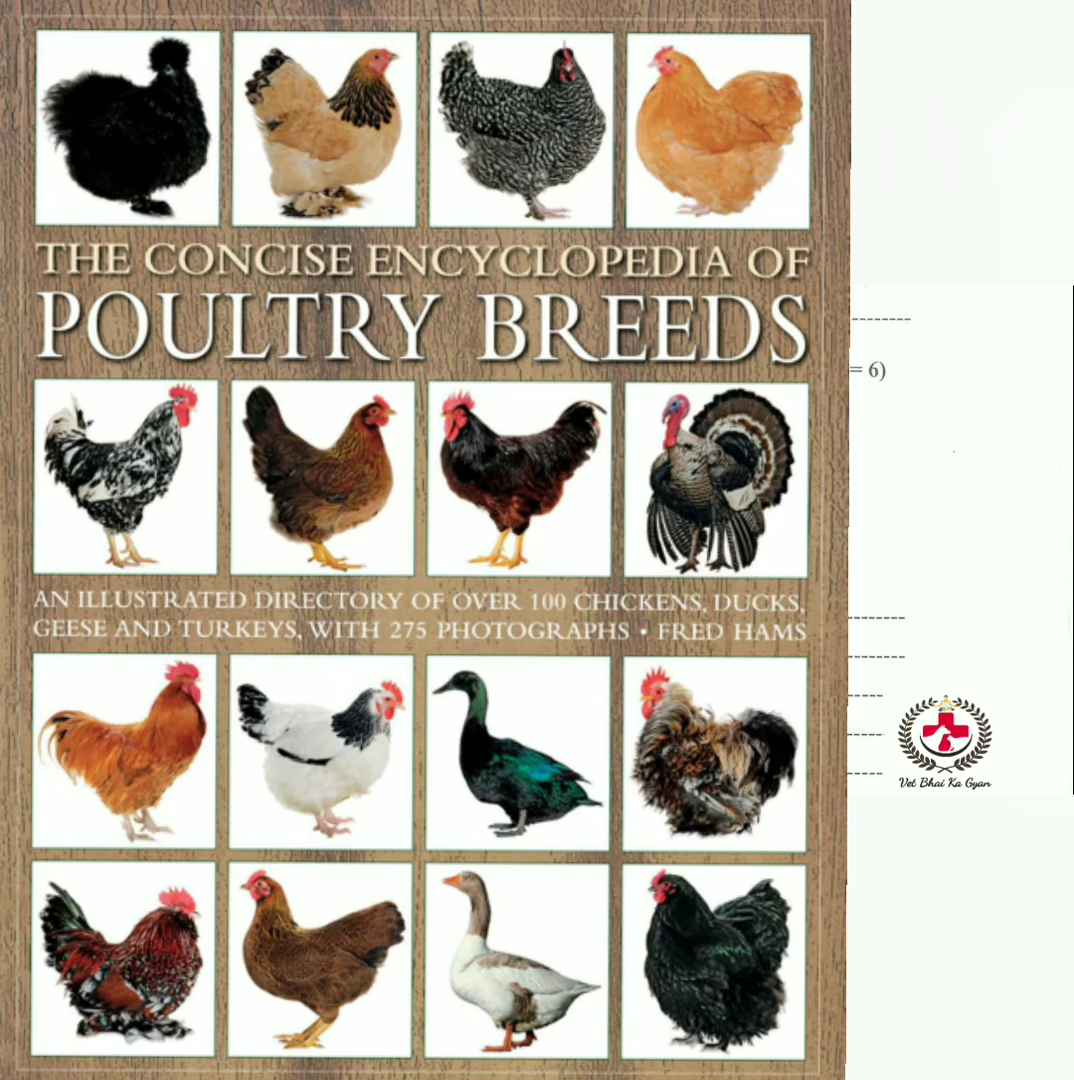 THE CONCISE ENCYCLOPEDIA OF
POULTRY BREEDS
= 6)
AN ILLUSTRATED DIRECTORY OF OVER 100 CHICKENS, DUCKS,
GEESE AND TURKEYS, WITH 275 PHOTOGRAPHS • FRED HAMS
Vet Bhai Ka Gyan